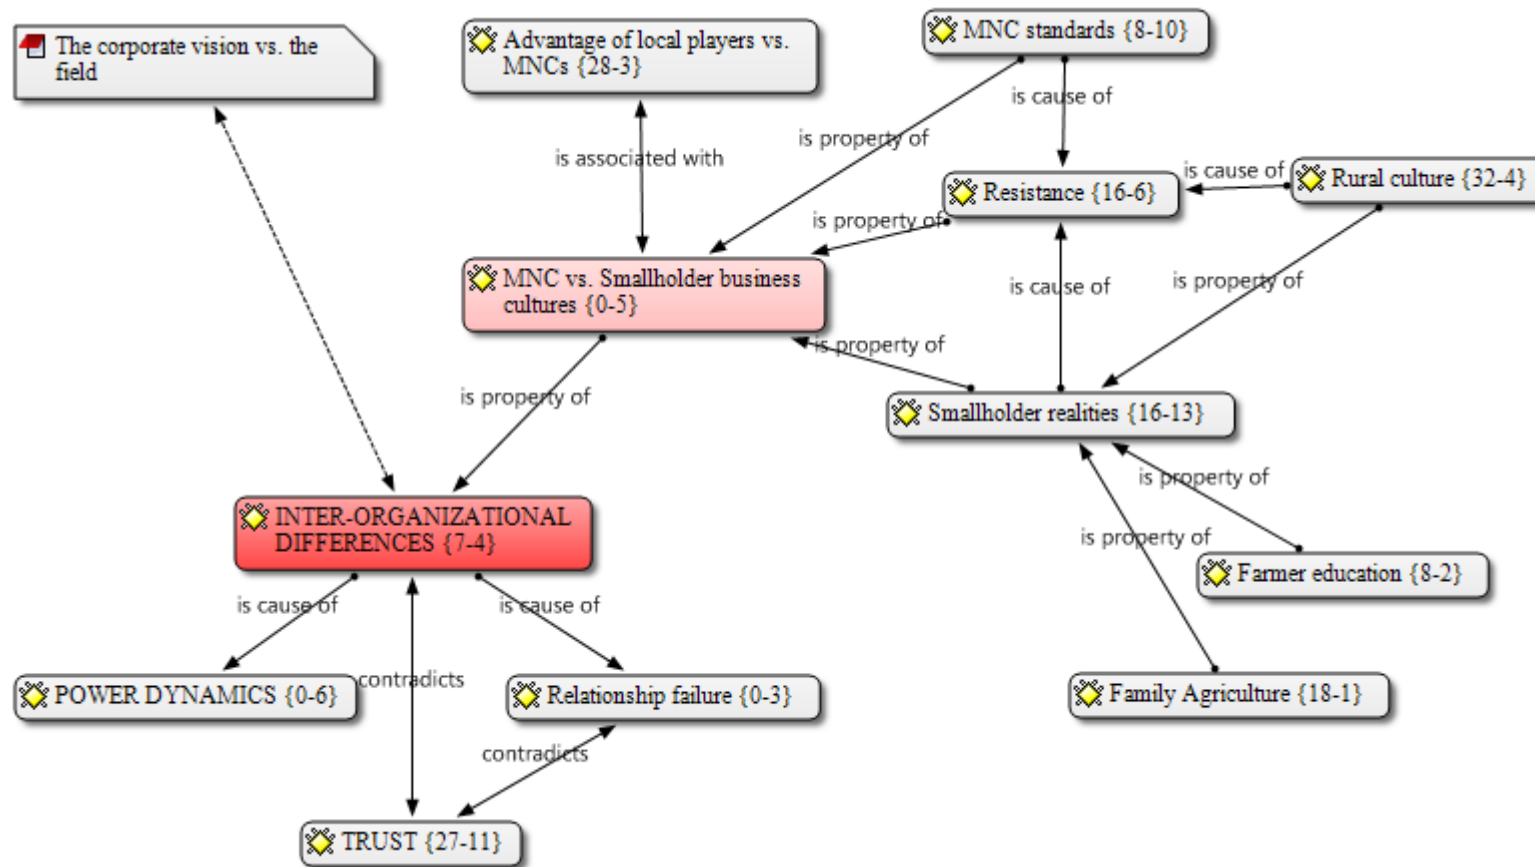 The corporate vision vs. the
field
Advantage of local players vs.
MNCs {28-3}
MNC standards {8-10}
is cause of
is property of
is associated with
Resistance {16-6}
is cause of
Rural culture {32-4}
is property of
MNC vs. Smallholder business
cultures {0-5}
is cause of
is property of
is property of
is property of
Smallholder realities {16-13}
is property of
is property of
INTER-ORGANIZATIONAL
DIFFERENCES {7-4}
Farmer education {8-2}
is cause of
is cause of
contradicts
POWER DYNAMICS {0-6}
Relationship failure {0-3}
Family Agriculture {18-1}
contradicts
TRUST {27-11}